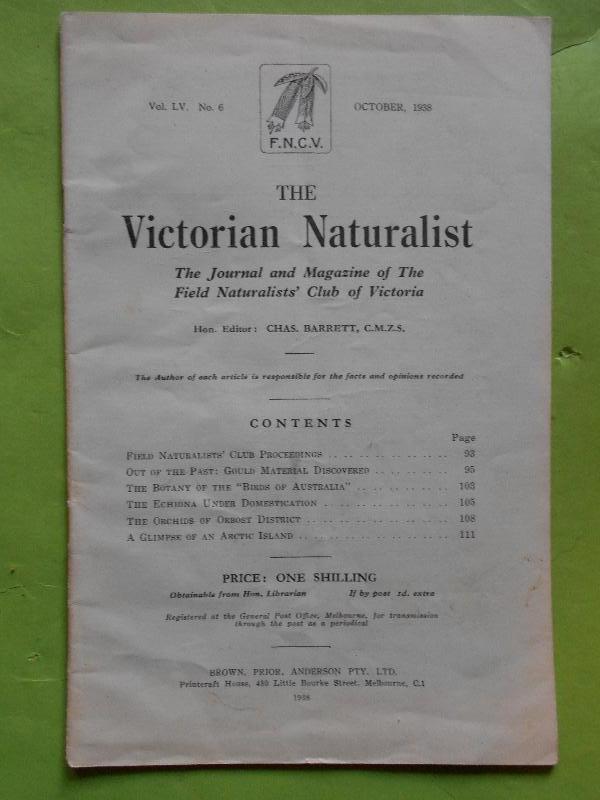 Vol. LV. No. 6
OCTOBER, 1938
F.N.C.V.
THE
Victorian Naturalist
The Journal and Magazine of The
Field Naturalists' Club of Victoria
Hon. Editor: CHAS. BARRETT, C.M.Z.S.
The Author of each article is responsible for the facts and opinions recorded
CONTENTS
Page
FIELD NATURALISTS' CLUB PROCEEDINGS .. .. .. .. .. .. .. 93
OUT OF THE PAST: GOULD MATERIAL DISCOVERED .. .. .. .. .. 95
THE BOTANY OF THE "BIRDS OF AUSTRALIA" .. .. .. .. .. .. 103
THE ECHIDNA UNDER DOMESTICATION .. .. .. .. .. .. .. .. 105
THE ORCHIDS OF ORBOST DISTRICT .. .. .. .. .. .. .. .. .. 108
A GLIMPSE OF AN ARCTIC ISLAND .. .. .. .. .. .. .. .. .. 111
PRICE: ONE SHILLING
Obtainable from Hon. Librarian If by post 1d. extra
Registered at the General Post Office, Melbourne, for transmission
through the post as a periodical
BROWN, PRIOR, ANDERSON PTY. LTD.
Printcraft House, 430 Little Bourke Street, Melbourne, C.1
1938